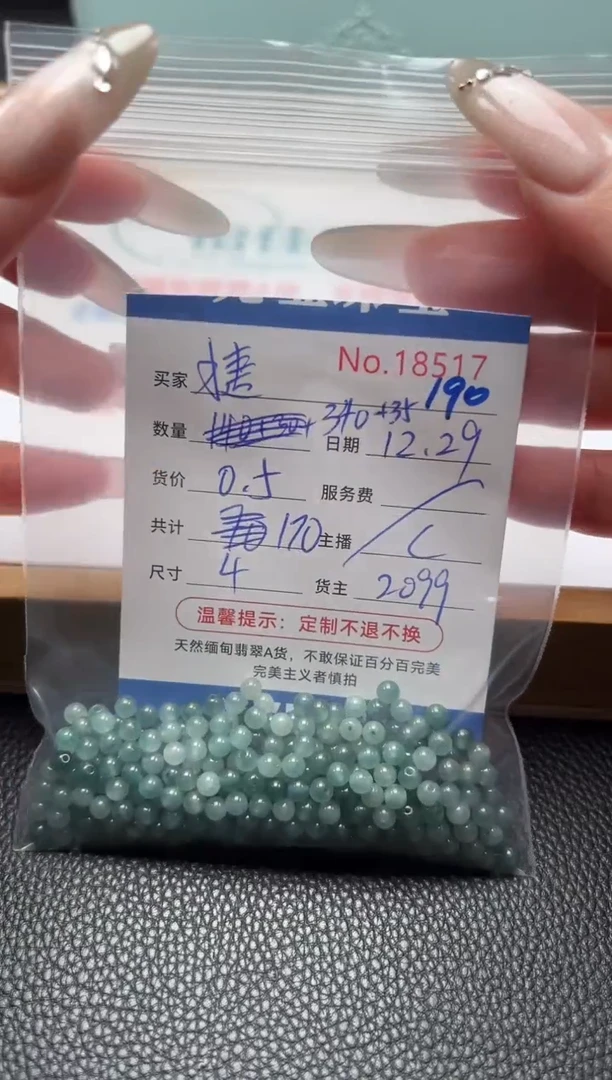 No.18517
买家 捷
190
数量 340+35 日期 12.29
货价 0.5 服务费 /
共计 170 主播 C
尺寸 4 货主 2099
温馨提示：定制不退不换
天然缅甸翡翠A货，不敢保证百分百完美
完美主义者慎拍